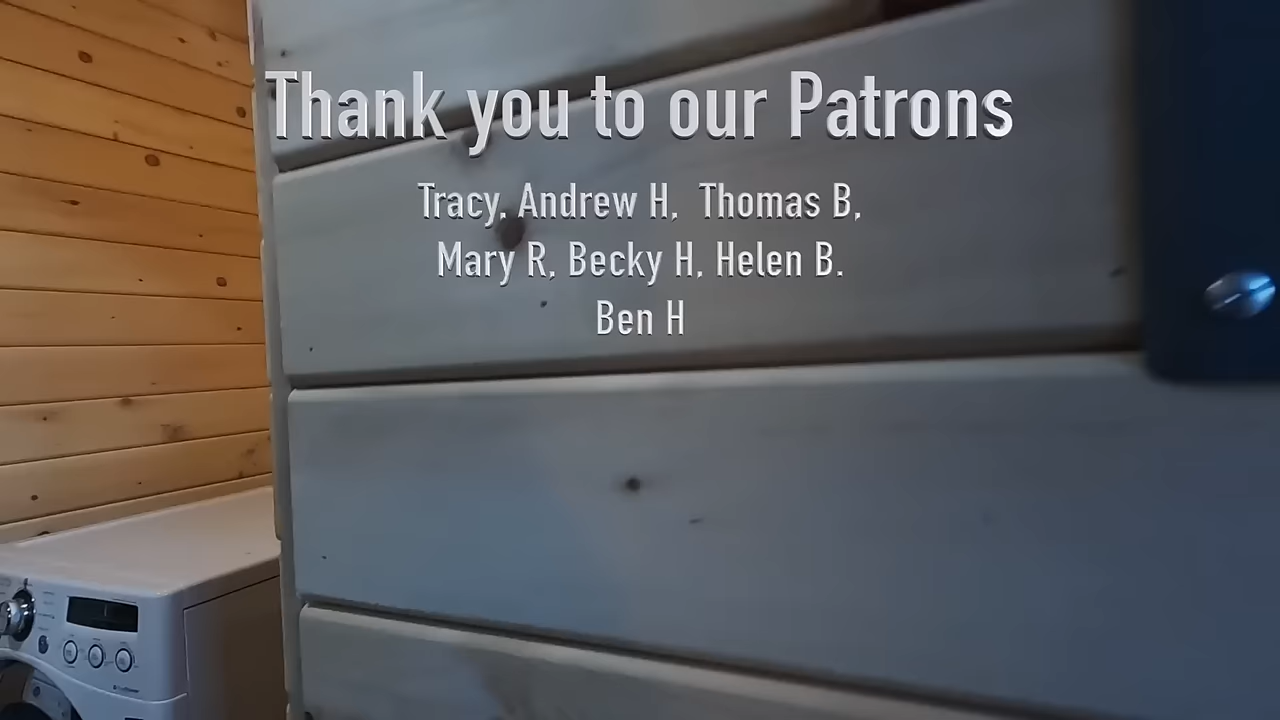 Thank you to our Patrons
Tracy, Andrew H,  Thomas B,
Mary R, Becky H, Helen B.
Ben H